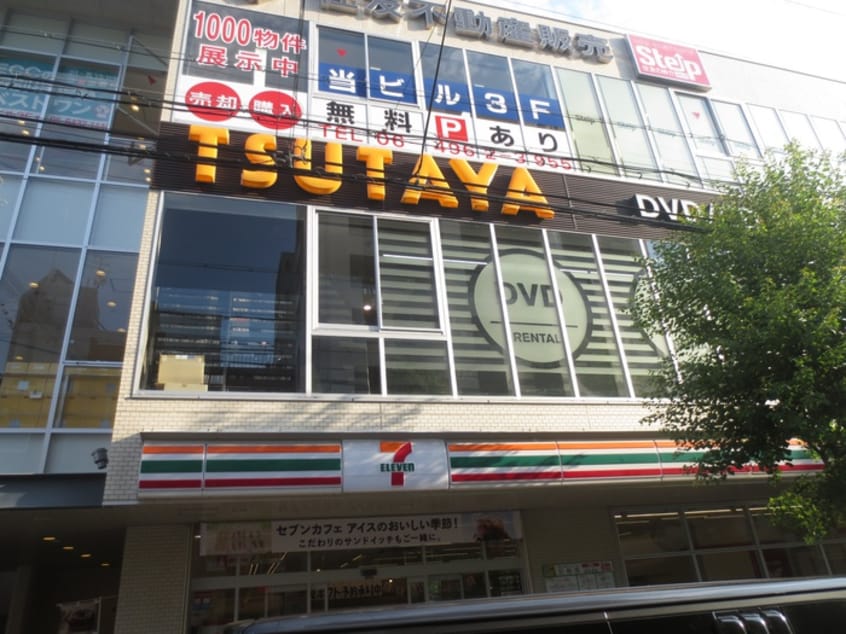 住友不動産販売
1000物件
展示中
売却
購入
当ビル3F
無料Pあり
TEL 06 4962-3955
Step
TSUTAYA
DVD
DVD
RENTAL
7
ELEVEN
セブンカフェ アイスのおいしい季節!
こだわりのサンドイッチもご一緒に。